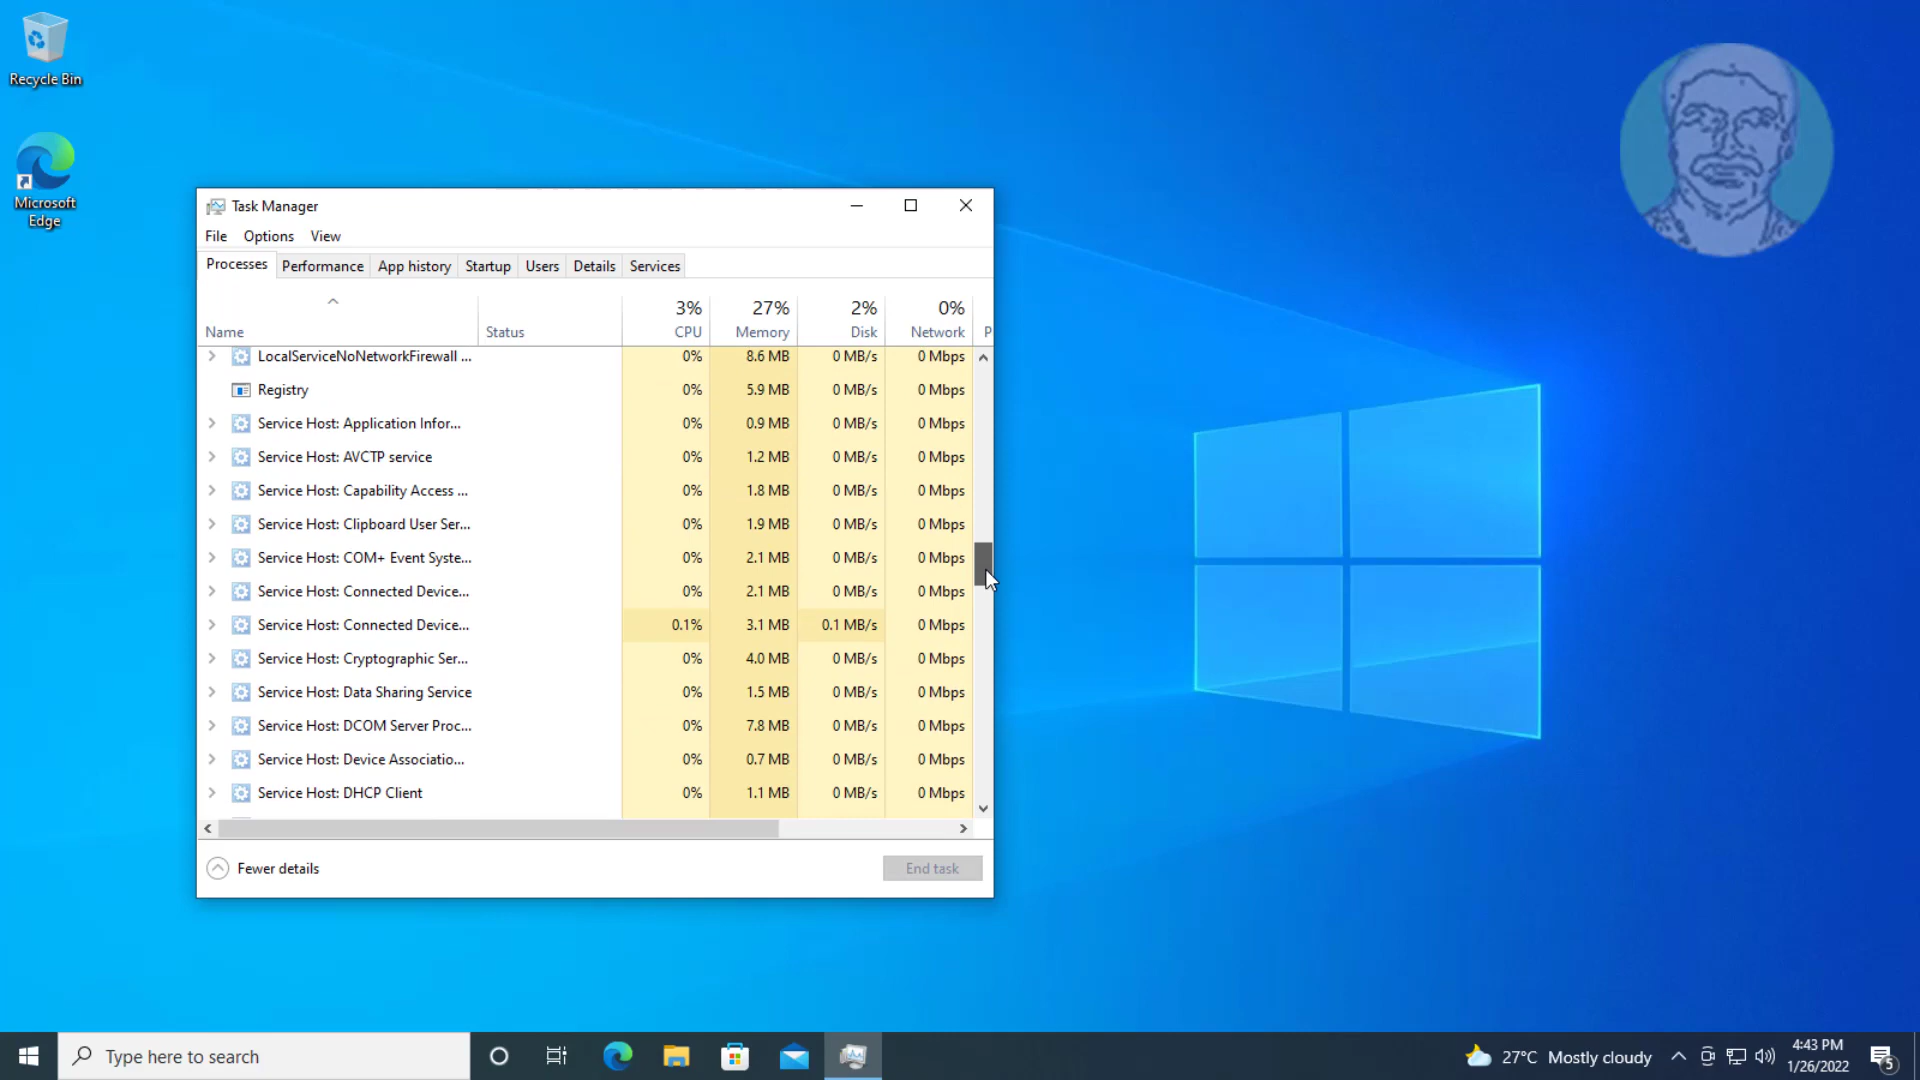 Recycle Bin
Microsoft
Edge
Task Manager
File Options View
Processes Performance App history Startup Users Details Services
3% 27% 2% 0%
Name Status CPU Memory Disk Network P
LocalServiceNoNetworkFirewall ... 0% 8.6 MB 0 MB/s 0 Mbps
Registry 0% 5.9 MB 0 MB/s 0 Mbps
Service Host: Application Infor... 0% 0.9 MB 0 MB/s 0 Mbps
Service Host: AVCTP service 0% 1.2 MB 0 MB/s 0 Mbps
Service Host: Capability Access ... 0% 1.8 MB 0 MB/s 0 Mbps
Service Host: Clipboard User Ser... 0% 1.9 MB 0 MB/s 0 Mbps
Service Host: COM+ Event Syste... 0% 2.1 MB 0 MB/s 0 Mbps
Service Host: Connected Device... 0% 2.1 MB 0 MB/s 0 Mbps
Service Host: Connected Device... 0.1% 3.1 MB 0.1 MB/s 0 Mbps
Service Host: Cryptographic Ser... 0% 4.0 MB 0 MB/s 0 Mbps
Service Host: Data Sharing Service 0% 1.5 MB 0 MB/s 0 Mbps
Service Host: DCOM Server Proc... 0% 7.8 MB 0 MB/s 0 Mbps
Service Host: Device Associatio... 0% 0.7 MB 0 MB/s 0 Mbps
Service Host: DHCP Client 0% 1.1 MB 0 MB/s 0 Mbps
Fewer details End task
Type here to search
27°C Mostly cloudy
4:43 PM
1/26/2022
5